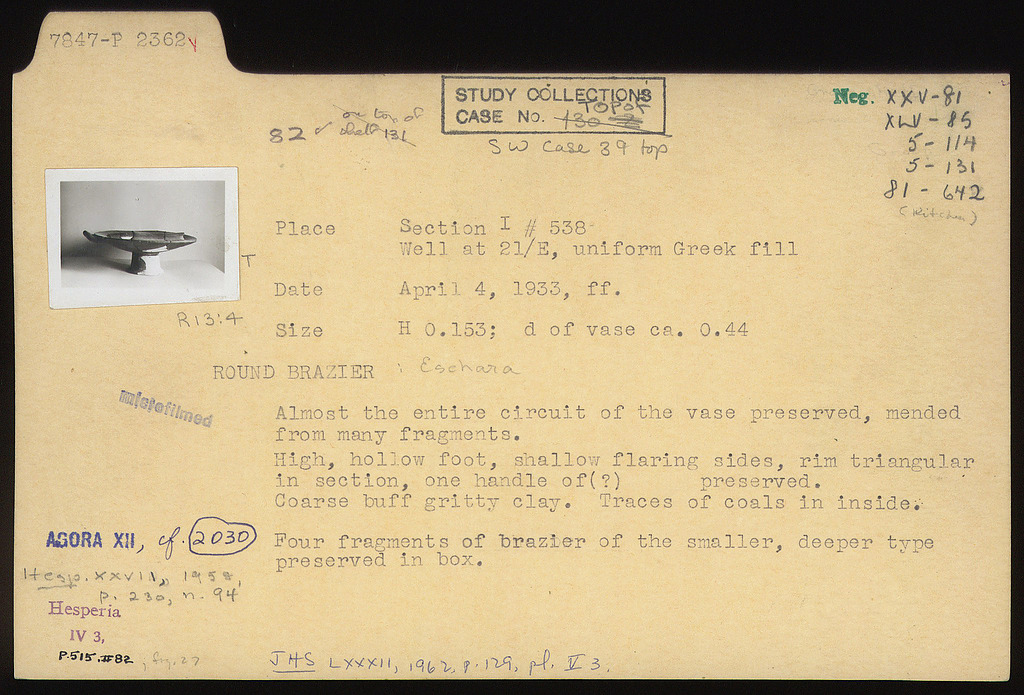 7847-P 2362
STUDY COLLECTIONS
CASE No. 130 TOPOF
SW Case 39 top
82 on top of
shelf 131
Neg. XXV-81
XLV-85
5-114
5-131
81-642
(Kitchen)
Place Section I # 538
Well at 21/E, uniform Greek fill
T
Date April 4, 1933, ff.
R13:4
Size H 0.153; d of vase ca. 0.44
ROUND BRAZIER : Eschara
microfilmed
Almost the entire circuit of the vase preserved, mended
from many fragments.
High, hollow foot, shallow flaring sides, rim triangular
in section, one handle of(?) preserved.
Coarse buff gritty clay. Traces of coals in inside.
AGORA XII, cf. 2030
Four fragments of brazier of the smaller, deeper type
preserved in box.
Hesp. XXVII, 1958,
p. 230, n. 94
Hesperia
IV 3,
P.515.#82 ; fig. 27
JHS LXXXII, 1962, p. 129, pl. V 3.